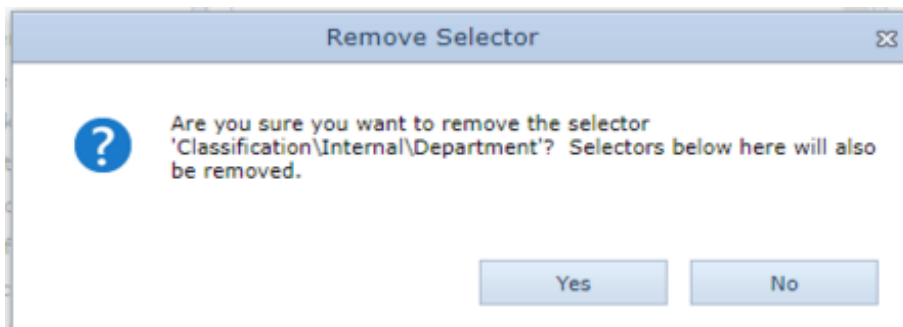 Remove Selector
Are you sure you want to remove the selector
'Classification\Internal\Department'? Selectors below here will also
be removed.
Yes
No